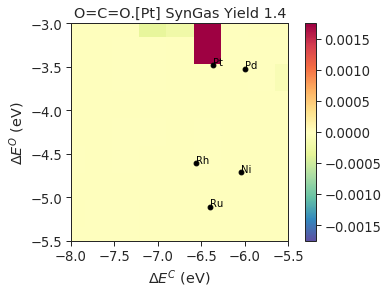 O=C=O.[Pt] SynGas Yield 1.4
−3.0
−3.5
−4.0
−4.5
−5.0
−5.5
ΔE^O (eV)
Pt
Pd
Rh
Ni
Ru
−8.0 −7.5 −7.0 −6.5 −6.0 −5.5
ΔE^C (eV)
0.0015
0.0010
0.0005
0.0000
−0.0005
−0.0010
−0.0015